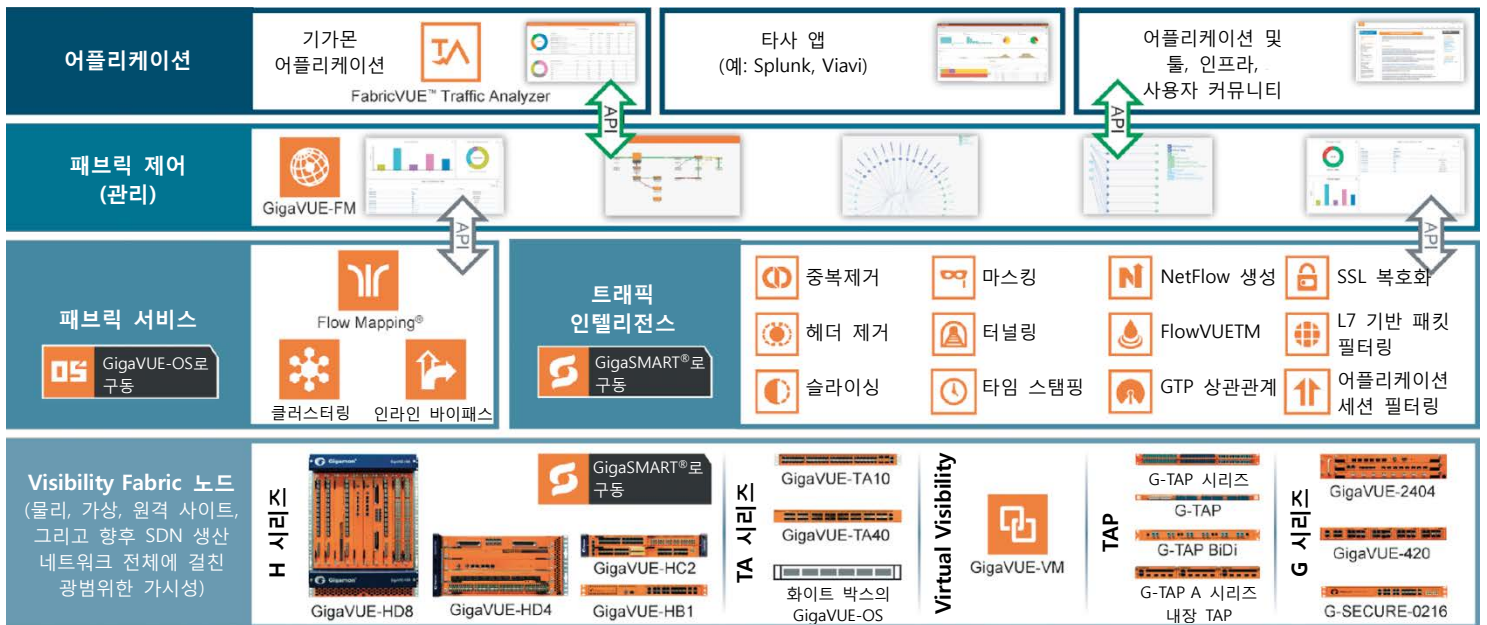 어플리케이션
기가몬
어플리케이션
FabricVUE™ Traffic Analyzer
타사 앱
(예: Splunk, Viavi)
어플리케이션 및
툴, 인프라,
사용자 커뮤니티
API
API
패브릭 제어
(관리)
GigaVUE-FM
API
API
패브릭 서비스
OS
GigaVUE-OS로
구동
Flow Mapping®
클러스터링
인라인 바이패스
트래픽
인텔리전스
GigaSMART®로
구동
중복제거
마스킹
NetFlow 생성
SSL 복호화
헤더 제거
터널링
FlowVUETM
L7 기반 패킷
필터링
슬라이싱
타임 스탬핑
GTP 상관관계
어플리케이션
세션 필터링
Visibility Fabric 노드
(물리, 가상, 원격 사이트,
그리고 향후 SDN 생산
네트워크 전체에 걸친
광범위한 가시성)
H 시리즈
Gigamon
GigaVUE-HD8
GigaVUE-HD4
GigaSMART®로
구동
GigaVUE-HC2
GigaVUE-HB1
TA 시리즈
GigaVUE-TA10
GigaVUE-TA40
화이트 박스의
GigaVUE-OS
Virtual Visibility
GigaVUE-VM
TAP
G-TAP 시리즈
G-TAP
G-TAP BiDi
G-TAP A 시리즈
내장 TAP
G 시리즈
GigaVUE-2404
GigaVUE-420
G-SECURE-0216